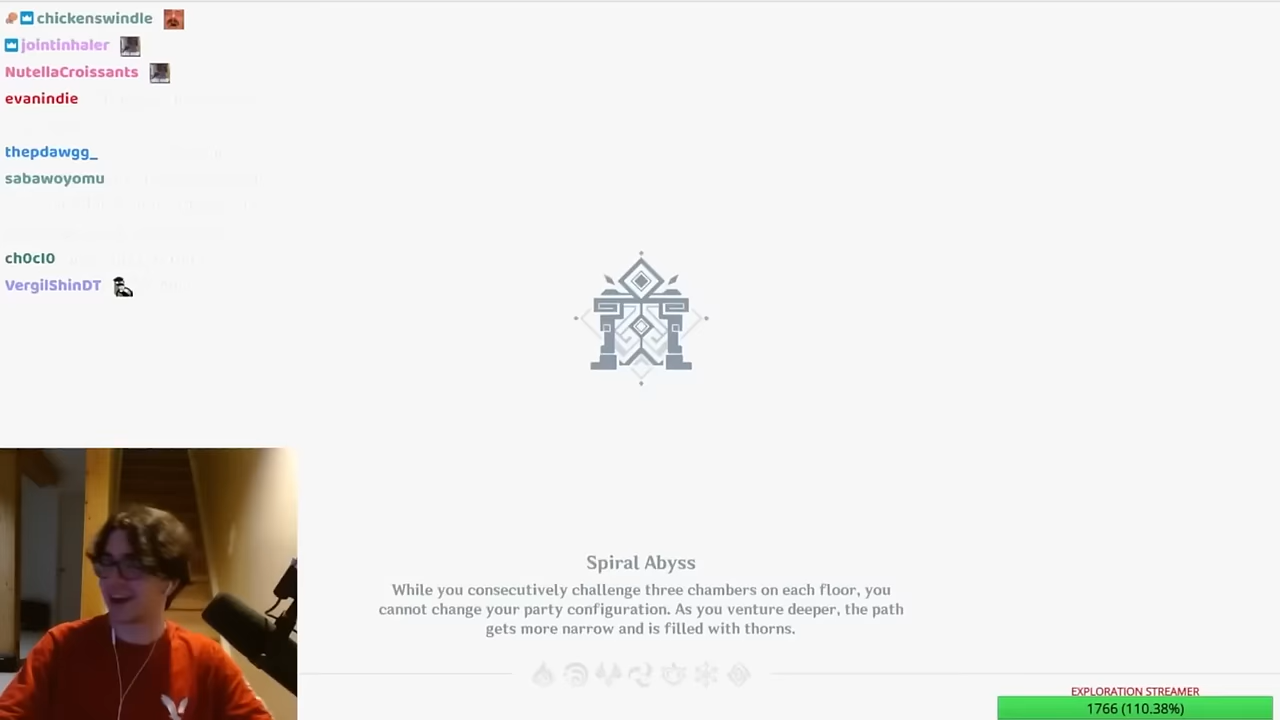 chickenswindle
jointinhaler
NutellaCroissants
evanindie
thepdawgg_
sabawoyomu
ch0cl0
VergilShinDT
Spiral Abyss
While you consecutively challenge three chambers on each floor, you
cannot change your party configuration. As you venture deeper, the path
gets more narrow and is filled with thorns.
EXPLORATION STREAMER
1766 (110.38%)